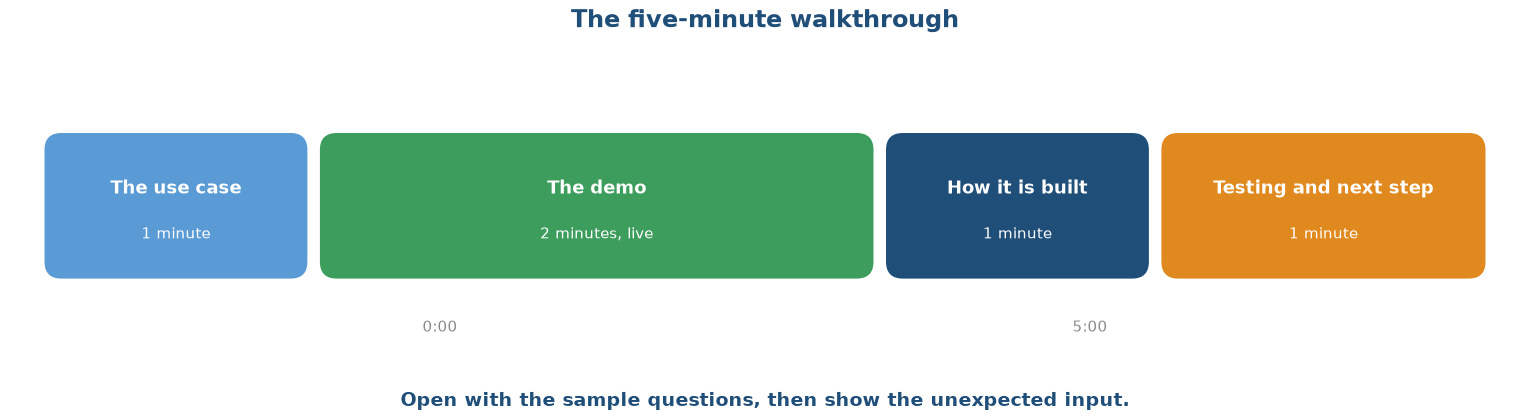 The five-minute walkthrough
The use case
1 minute
The demo
2 minutes, live
How it is built
1 minute
Testing and next step
1 minute
0:00
5:00
Open with the sample questions, then show the unexpected input.